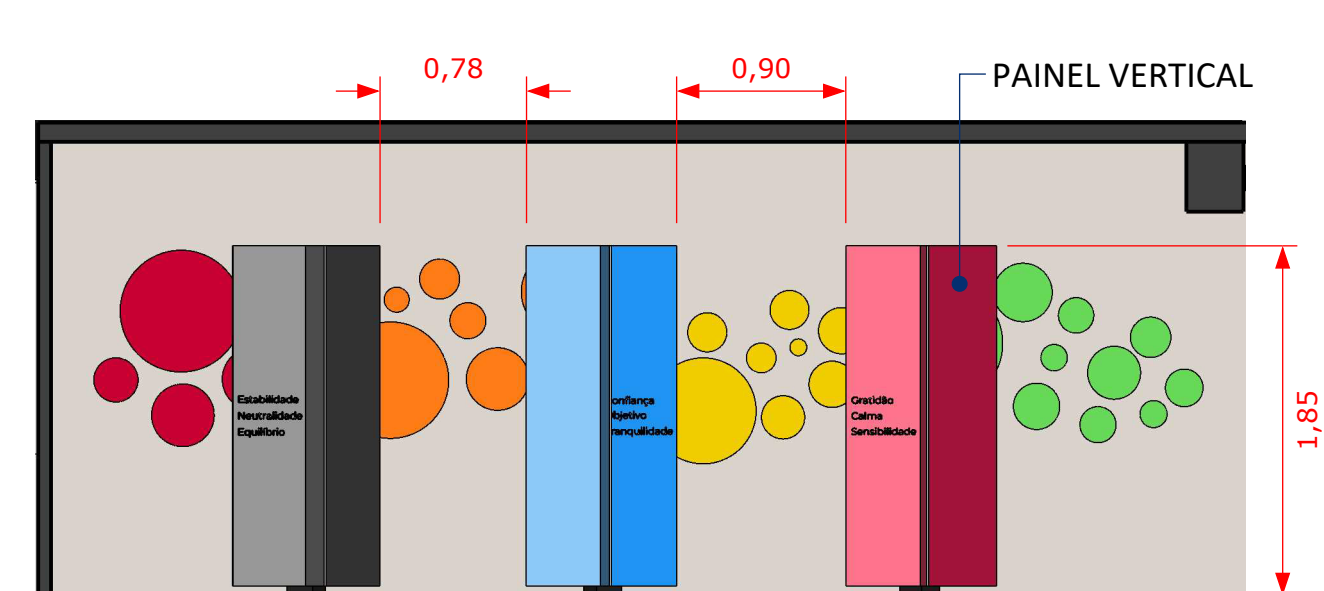 0,78
0,90
PAINEL VERTICAL
Estabilidade
Neutralidade
Equilíbrio
onfiança
bjetivo
ranquilidade
Gratidão
Calma
Sensibilidade
1,85